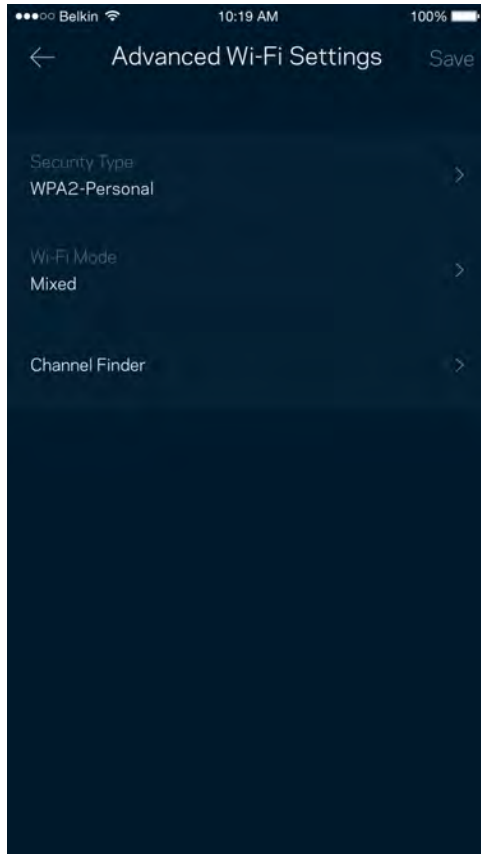 Belkin 10:19 AM 100%
Advanced Wi-Fi Settings Save
Security Type
WPA2-Personal
Wi-Fi Mode
Mixed
Channel Finder